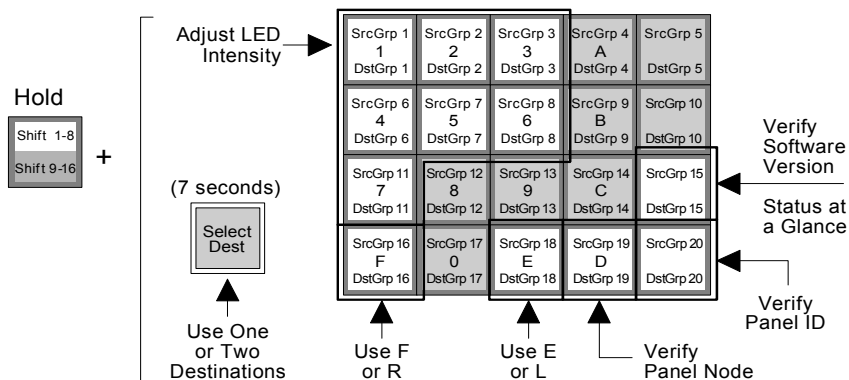 Adjust LED
Intensity
Hold
Shift 1-8
Shift 9-16
+
(7 seconds)
Select
Dest
Use One
or Two
Destinations
SrcGrp 1
1
DstGrp 1
SrcGrp 2
2
DstGrp 2
SrcGrp 3
3
DstGrp 3
SrcGrp 4
A
DstGrp 4
SrcGrp 5
DstGrp 5
SrcGrp 6
4
DstGrp 6
SrcGrp 7
5
DstGrp 7
SrcGrp 8
6
DstGrp 8
SrcGrp 9
B
DstGrp 9
SrcGrp 10
DstGrp 10
SrcGrp 11
7
DstGrp 11
SrcGrp 12
8
DstGrp 12
SrcGrp 13
9
DstGrp 13
SrcGrp 14
C
DstGrp 14
SrcGrp 15
DstGrp 15
SrcGrp 16
F
DstGrp 16
SrcGrp 17
0
DstGrp 17
SrcGrp 18
E
DstGrp 18
SrcGrp 19
D
DstGrp 19
SrcGrp 20
DstGrp 20
Verify
Software
Version
Status at
a Glance
Verify
Panel ID
Use F
or R
Use E
or L
Verify
Panel Node